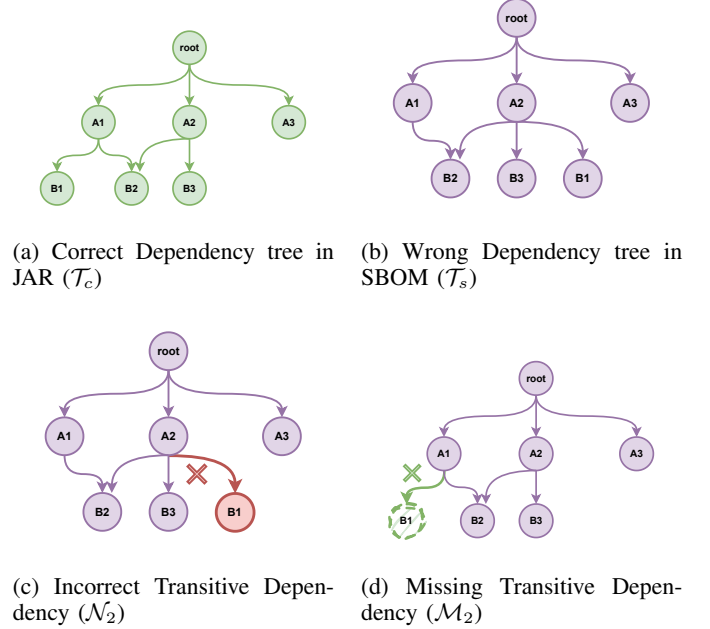 root
A1
A2
A3
B1
B2
B3
(a) Correct Dependency tree in
JAR (𝒯c)
root
A1
A2
A3
B2
B3
B1
(b) Wrong Dependency tree in
SBOM (𝒯s)
root
A1
A2
A3
B2
B3
B1
(c) Incorrect Transitive Depen-
dency (𝒩2)
root
A1
A2
A3
B1
B2
B3
(d) Missing Transitive Depen-
dency (ℳ2)